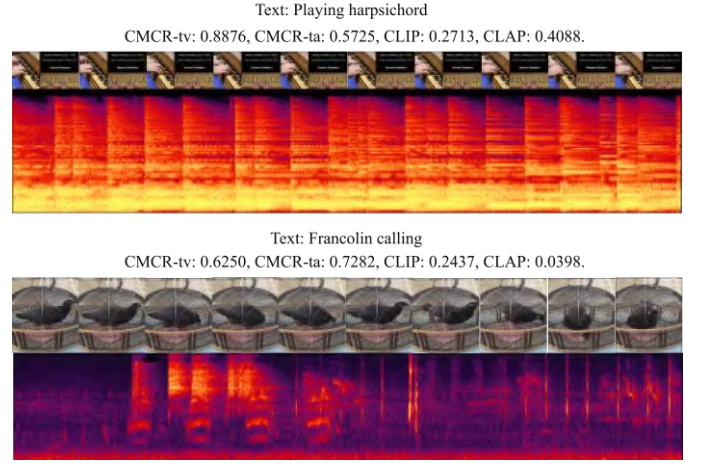 Text: Playing harpsichord
CMCR-tv: 0.8876, CMCR-ta: 0.5725, CLIP: 0.2713, CLAP: 0.4088.
Text: Francolin calling
CMCR-tv: 0.6250, CMCR-ta: 0.7282, CLIP: 0.2437, CLAP: 0.0398.